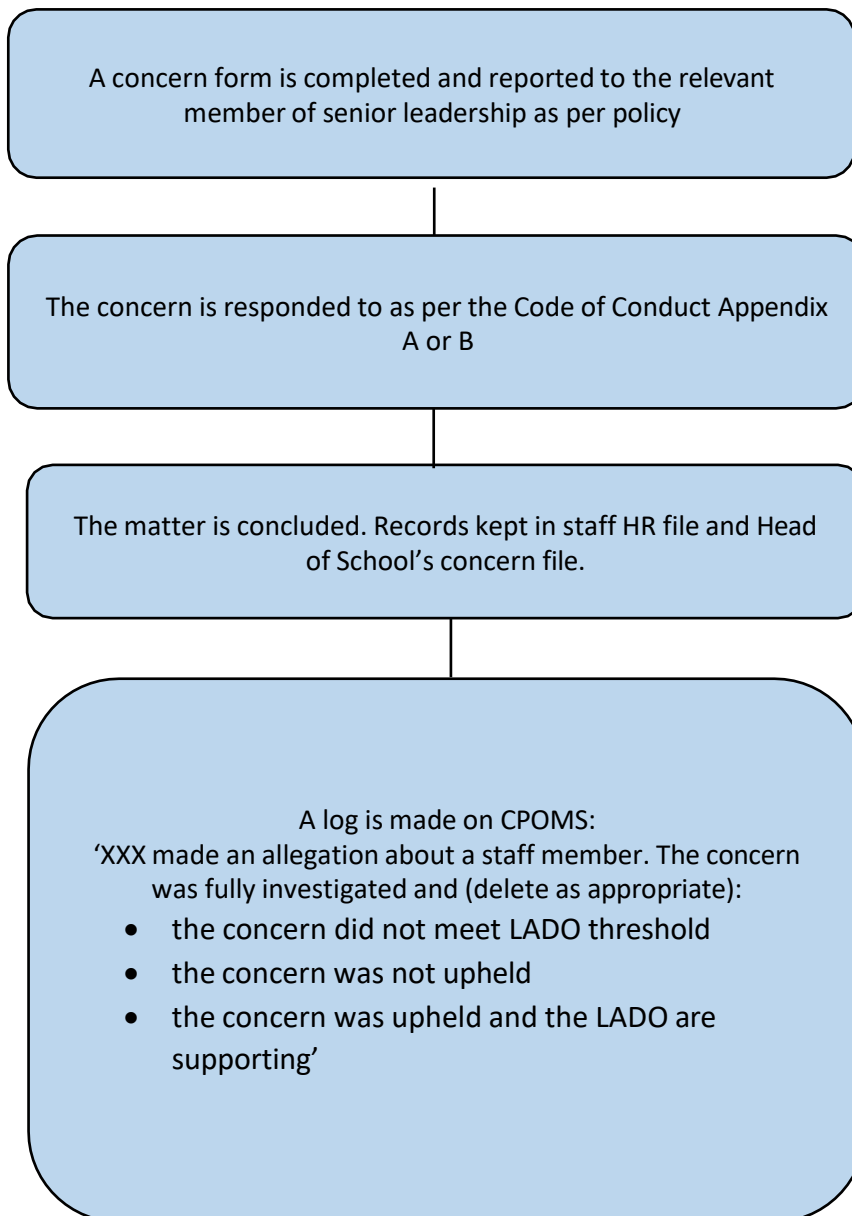 A concern form is completed and reported to the relevant
member of senior leadership as per policy
The concern is responded to as per the Code of Conduct Appendix
A or B
The matter is concluded. Records kept in staff HR file and Head
of School’s concern file.
A log is made on CPOMS:
‘XXX made an allegation about a staff member. The concern
was fully investigated and (delete as appropriate):
• the concern did not meet LADO threshold
• the concern was not upheld
• the concern was upheld and the LADO are
supporting’